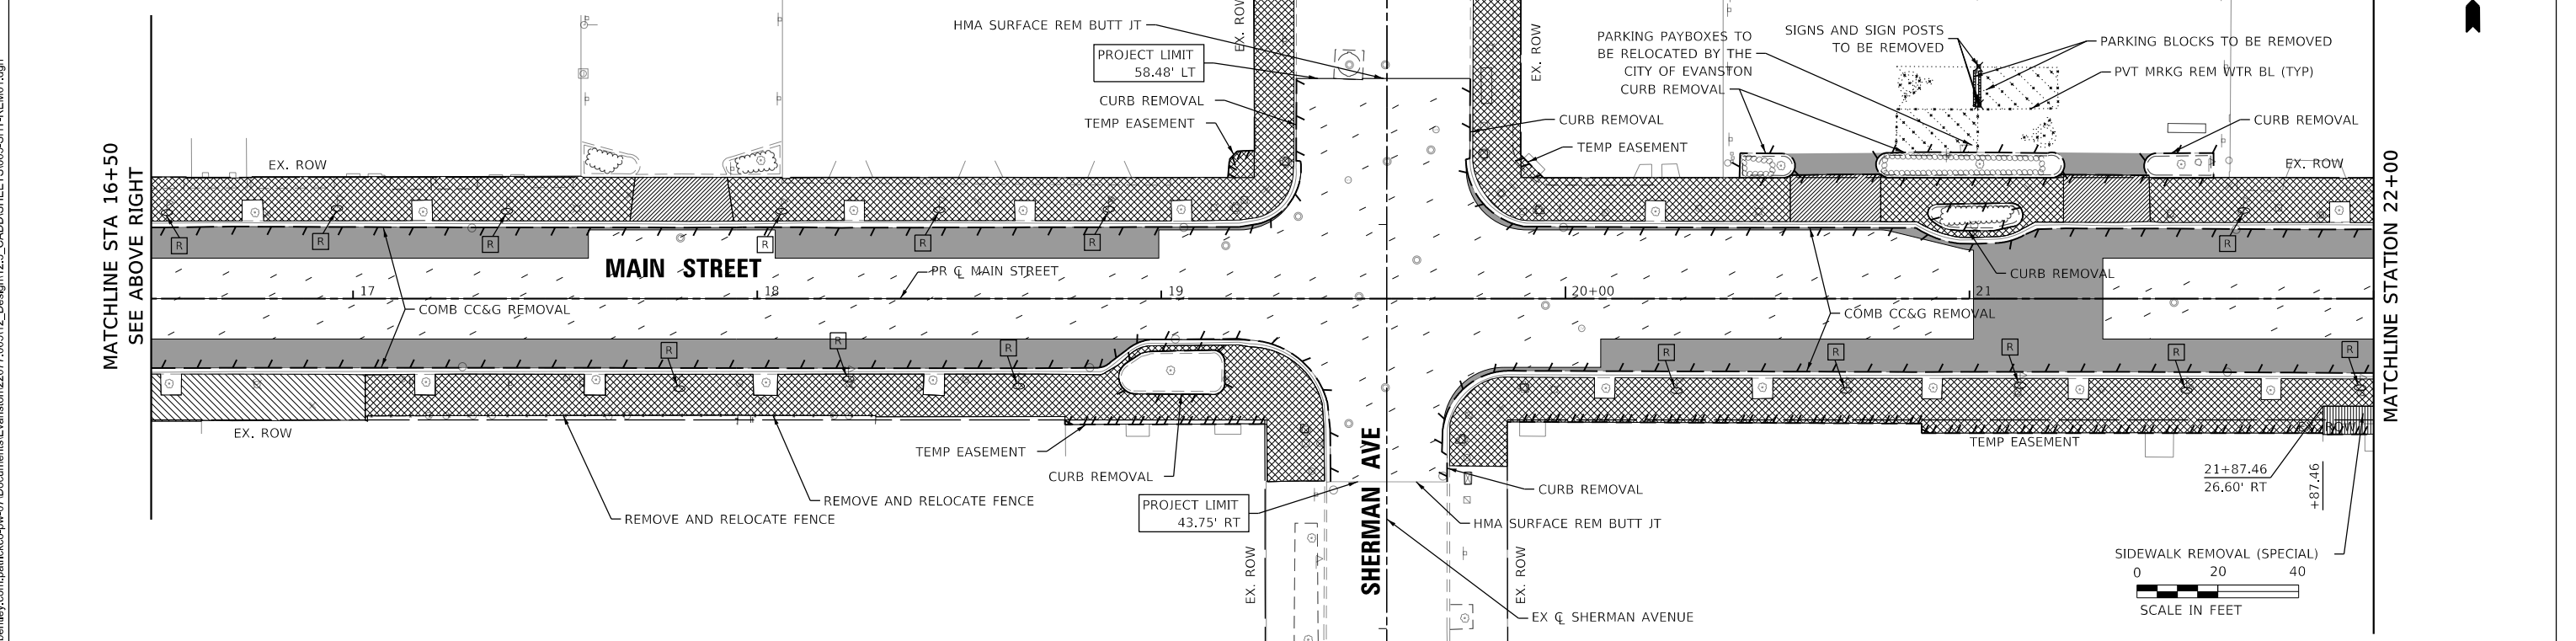 HMA SURFACE REM BUTT JT
PROJECT LIMIT
58.48' LT
CURB REMOVAL
TEMP EASEMENT
EX. ROW
EX. ROW
PARKING PAYBOXES TO
BE RELOCATED BY THE
CITY OF EVANSTON
CURB REMOVAL
SIGNS AND SIGN POSTS
TO BE REMOVED
PARKING BLOCKS TO BE REMOVED
PVT MRKG REM WTR BL (TYP)
CURB REMOVAL
TEMP EASEMENT
CURB REMOVAL
EX. ROW
EX. ROW
MATCHLINE STA 16+50
SEE ABOVE RIGHT
MATCHLINE STATION 22+00
R
R
R
R
R
R
R
MAIN STREET
PR ℄ MAIN STREET
CURB REMOVAL
17
18
19
20+00
21
COMB CC&G REMOVAL
COMB CC&G REMOVAL
R
R
R
R
R
R
R
R
EX. ROW
TEMP EASEMENT
CURB REMOVAL
REMOVE AND RELOCATE FENCE
REMOVE AND RELOCATE FENCE
PROJECT LIMIT
43.75' RT
SHERMAN AVE
CURB REMOVAL
HMA SURFACE REM BUTT JT
EX. ROW
EX. ROW
EX ℄ SHERMAN AVENUE
TEMP EASEMENT
EX. ROW
21+87.46
26.60' RT
+87.46
SIDEWALK REMOVAL (SPECIAL)
0 20 40
SCALE IN FEET